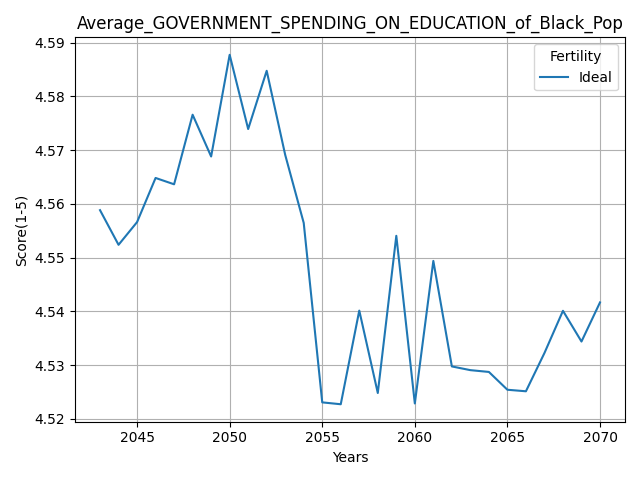 Average_GOVERNMENT_SPENDING_ON_EDUCATION_of_Black_Pop
Fertility
Ideal
Score(1-5)
4.59
4.58
4.57
4.56
4.55
4.54
4.53
4.52
2045 2050 2055 2060 2065 2070
Years